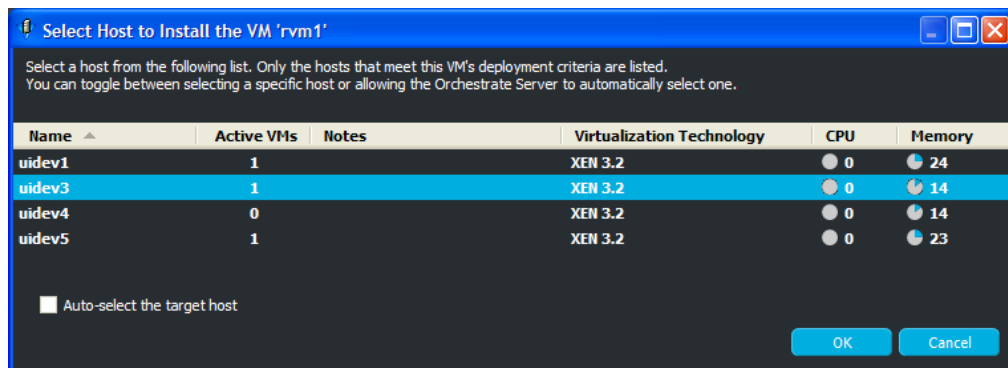 Select Host to Install the VM 'rvm1'
Select a host from the following list. Only the hosts that meet this VM's deployment criteria are listed.
You can toggle between selecting a specific host or allowing the Orchestrate Server to automatically select one.
Name Active VMs Notes Virtualization Technology CPU Memory
uidev1 1 XEN 3.2 0 24
uidev3 1 XEN 3.2 0 14
uidev4 0 XEN 3.2 0 14
uidev5 1 XEN 3.2 0 23
Auto-select the target host
OK Cancel